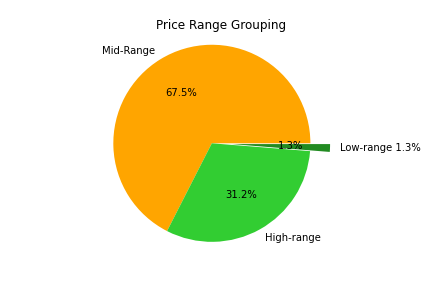 Price Range Grouping
Mid-Range
67.5%
1.3%
Low-range 1.3%
31.2%
High-range